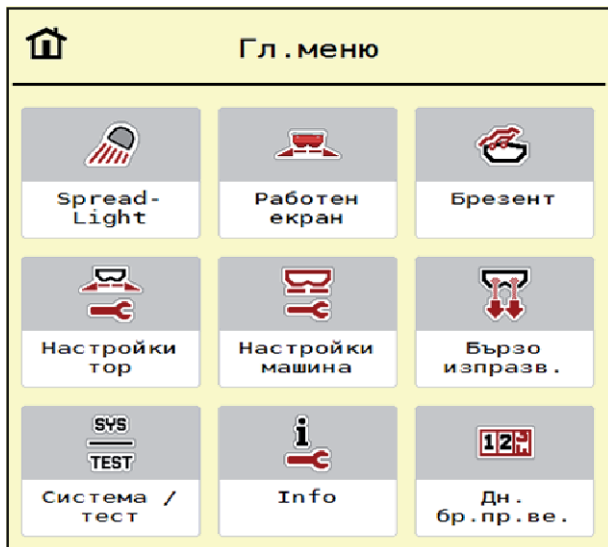 Гл.меню
Spread-
Light
Работен
екран
Брезент
Настройки
тор
Настройки
машина
Бързо
изпразв.
SYS
TEST
Система /
тест
i
Info
12
Дн.
бр.пр.ве.